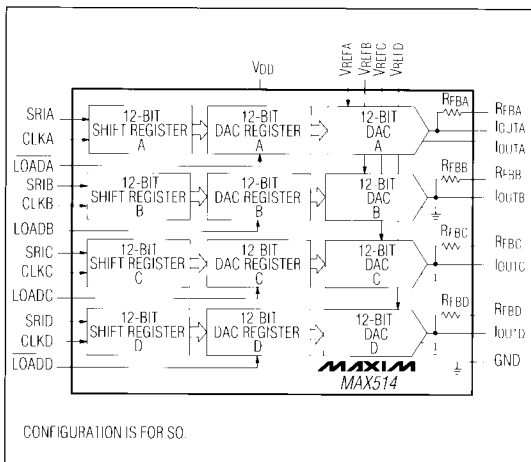 VDD
VREFA
VREFB
VREFC
VREFD
SRIA
CLKA
LOADA
12-BIT
SHIFT REGISTER
A
12-BIT
DAC REGISTER
A
12-BIT
DAC
A
RFBA
RFBA
IOUTA
IOUTA
SRIB
CLKB
LOADB
12-BIT
SHIFT REGISTER
B
12-BIT
DAC REGISTER
B
12-BIT
DAC
B
RFBB
RFBB
IOUTB
SRIC
CLKC
LOADC
12-BIT
SHIFT REGISTER
C
12-BIT
DAC REGISTER
C
12-BIT
DAC
C
RFBC
RFBC
IOUTC
SRID
CLKD
LOADD
12-BIT
SHIFT REGISTER
D
12-BIT
DAC REGISTER
D
12-BIT
DAC
D
RFBD
RFBD
IOUTD
GND
MAXIM
MAX514
CONFIGURATION IS FOR SO.